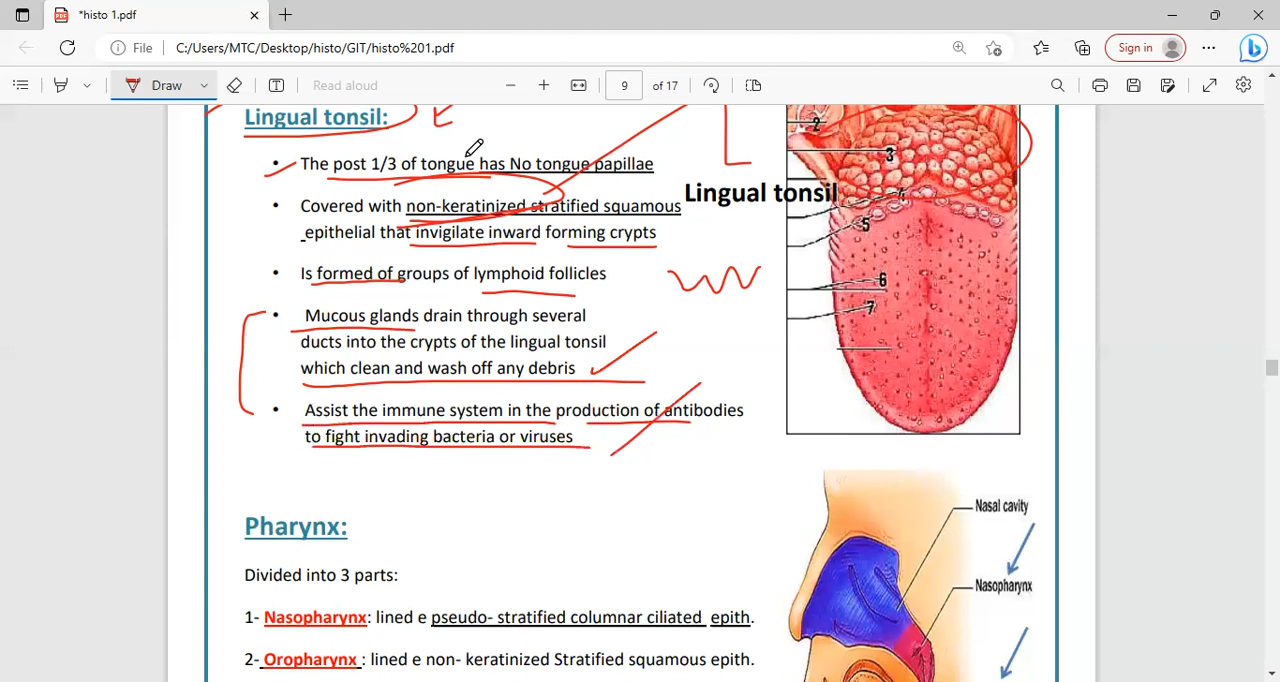 *histo 1.pdf
File C:/Users/MTC/Desktop/histo/GIT/histo%201.pdf
Sign in
Draw
Read aloud
9 of 17
Lingual tonsil:
E
• The post 1/3 of tongue has No tongue papillae
• Covered with non-keratinized stratified squamous
epithelial that invigilate inward forming crypts
• Is formed of groups of lymphoid follicles
• Mucous glands drain through several
ducts into the crypts of the lingual tonsil
which clean and wash off any debris
• Assist the immune system in the production of antibodies
to fight invading bacteria or viruses
2
3
Lingual tonsil
5
6
7
Pharynx:
Divided into 3 parts:
1- Nasopharynx: lined e pseudo- stratified columnar ciliated epith.
2- Oropharynx : lined e non- keratinized Stratified squamous epith.
Nasal cavity
Nasopharynx